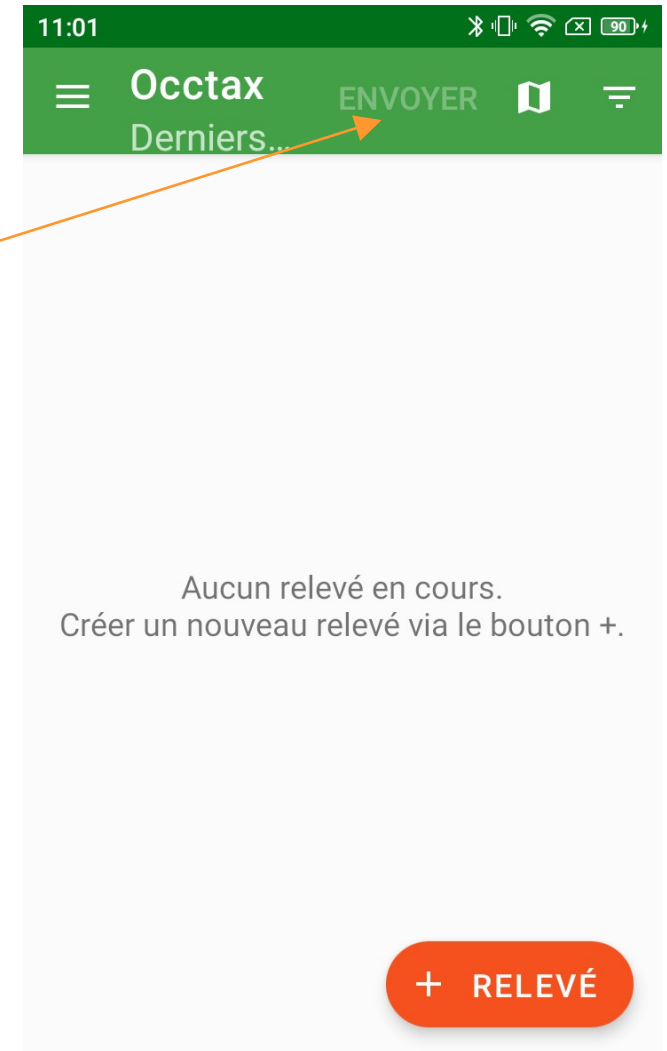 11:01 90
Occtax ENVOYER
Derniers...
Aucun relevé en cours.
Créer un nouveau relevé via le bouton +.
+ RELEVÉ